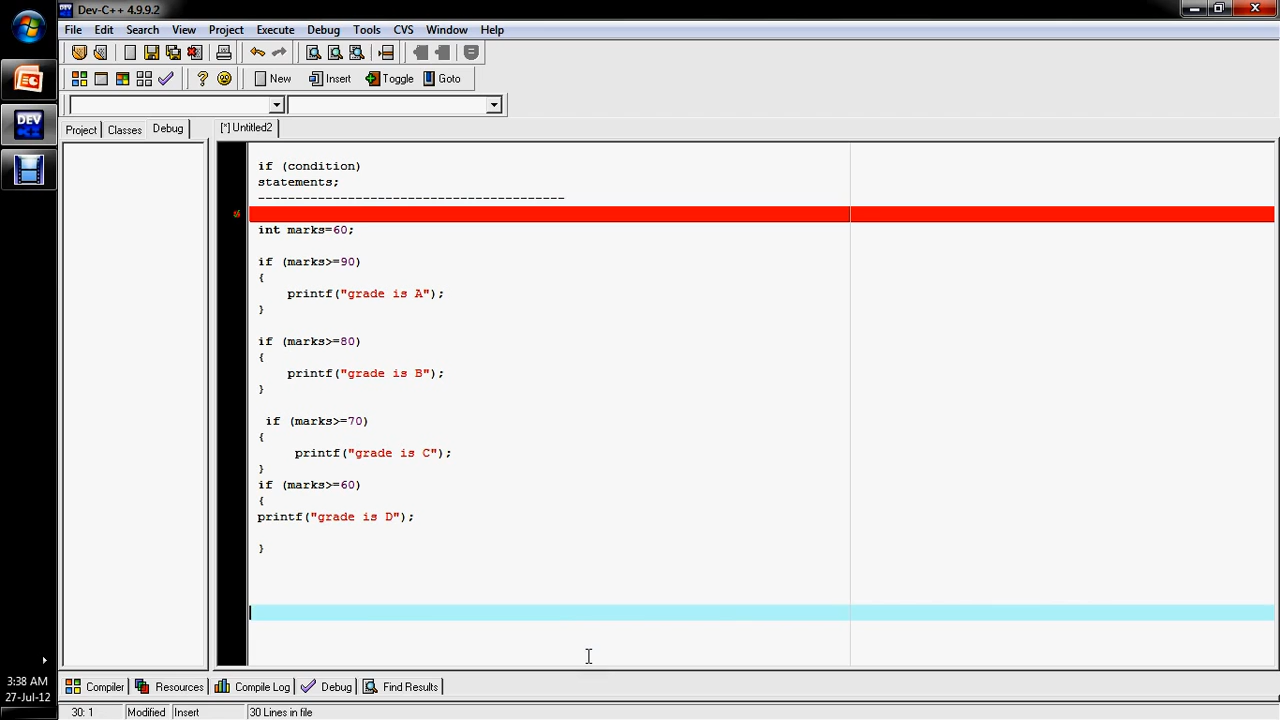 Dev-C++ 4.9.9.2
File Edit Search View Project Execute Debug Tools CVS Window Help
New Insert Toggle Goto
Project Classes Debug
[*] Untitled2
if (condition)
statements;
-----------------------------------------
int marks=60;
if (marks>=90)
{
printf("grade is A");
}
if (marks>=80)
{
printf("grade is B");
}
if (marks>=70)
{
printf("grade is C");
}
if (marks>=60)
{
printf("grade is D");
}
Compiler Resources Compile Log Debug Find Results
30: 1 Modified Insert 30 Lines in file
DEV
3:38 AM
27-Jul-12